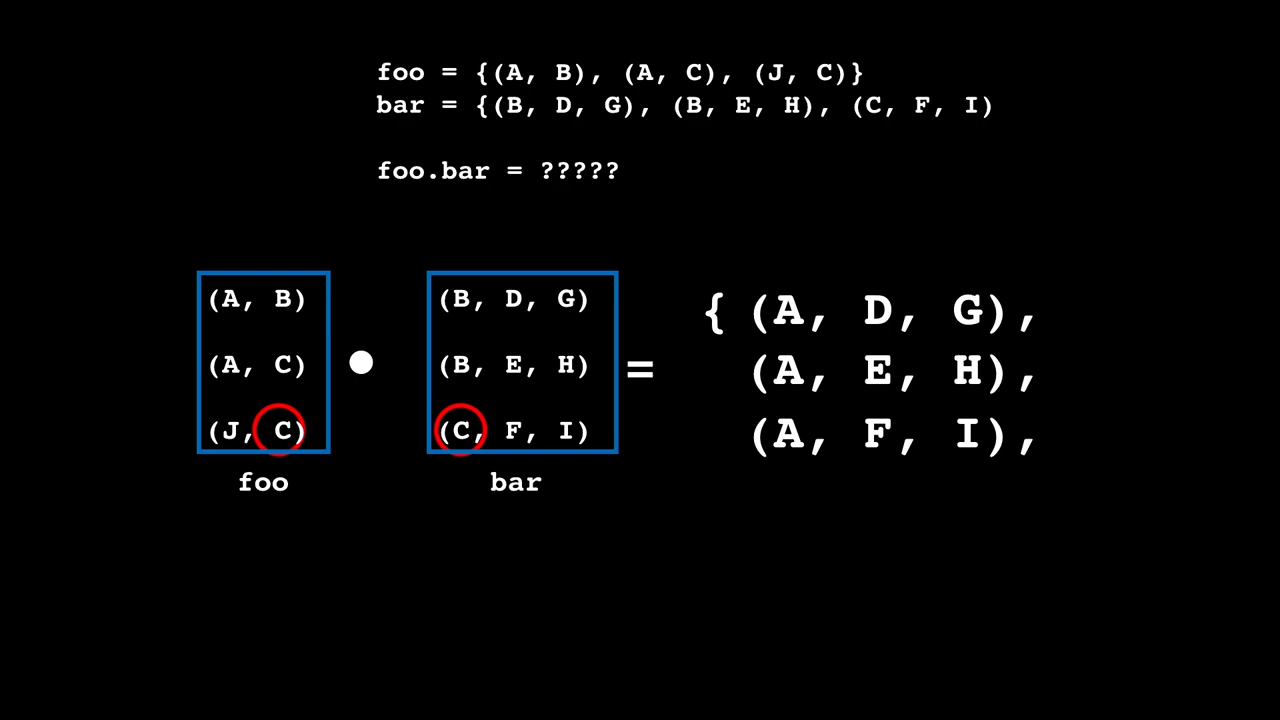 foo = {(A, B), (A, C), (J, C)}
bar = {(B, D, G), (B, E, H), (C, F, I)
foo.bar = ?????
(A, B) (B, D, G) { (A, D, G),
(A, C) • (B, E, H) = (A, E, H),
(J, C) (C, F, I) (A, F, I),
foo bar